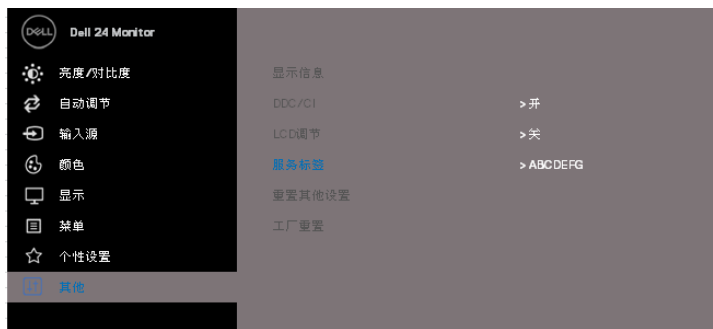 DELL Dell 24 Monitor
亮度/对比度
显示信息
自动调节
DDC/CI >开
输入源
LCD调节 >关
颜色
服务标签 >ABCDEFG
显示
重置其他设置
菜单
工厂重置
个性设置
其他